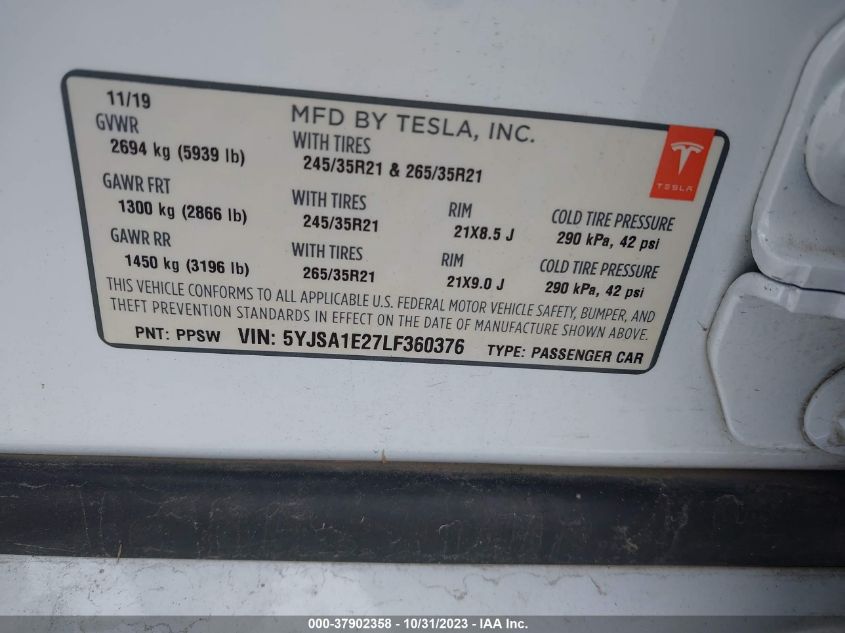 11/19
MFD BY TESLA, INC.
GVWR
2694 kg (5939 lb)
WITH TIRES
245/35R21 & 265/35R21
TESLA
GAWR FRT
1300 kg (2866 lb)
WITH TIRES
245/35R21
RIM
21X8.5 J
COLD TIRE PRESSURE
290 kPa, 42 psi
GAWR RR
1450 kg (3196 lb)
WITH TIRES
265/35R21
RIM
21X9.0 J
COLD TIRE PRESSURE
290 kPa, 42 psi
THIS VEHICLE CONFORMS TO ALL APPLICABLE U.S. FEDERAL MOTOR VEHICLE SAFETY, BUMPER, AND
THEFT PREVENTION STANDARDS IN EFFECT ON THE DATE OF MANUFACTURE SHOWN ABOVE.
PNT: PPSW VIN: 5YJSA1E27LF360376 TYPE: PASSENGER CAR
000-37902358 - 10/31/2023 - IAA Inc.